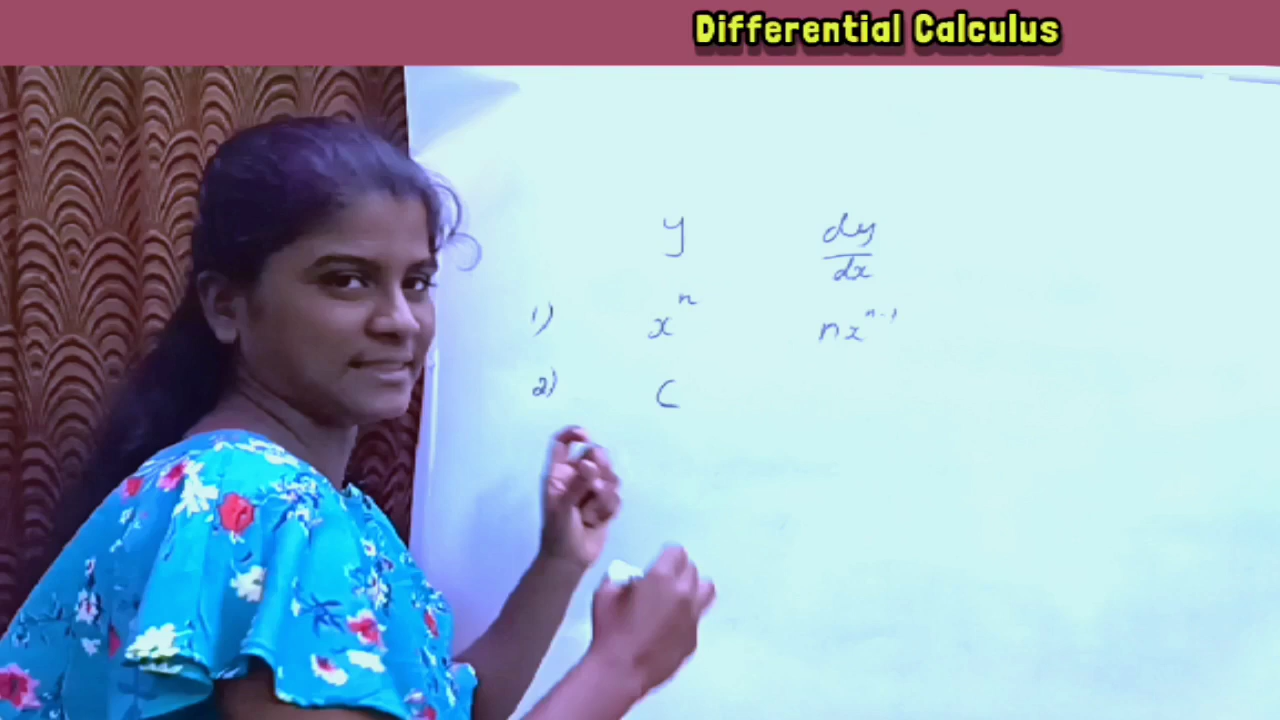 Differential Calculus
y dy/dx
1) x^n nx^(n-1)
2) C